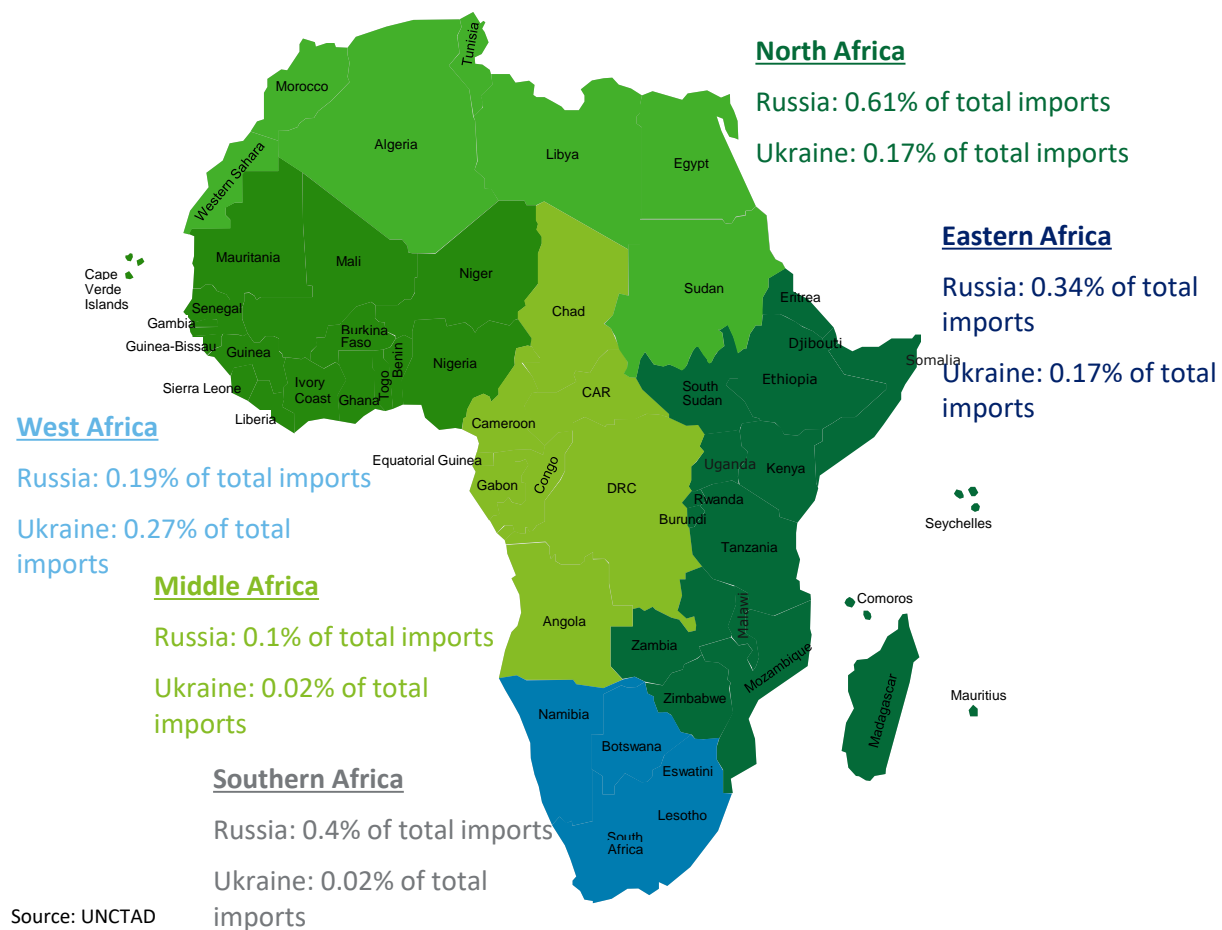 North Africa
Russia: 0.61% of total imports
Ukraine: 0.17% of total imports
Eastern Africa
Russia: 0.34% of total
imports
Ukraine: 0.17% of total
imports
West Africa
Russia: 0.19% of total imports
Ukraine: 0.27% of total
imports
Middle Africa
Russia: 0.1% of total imports
Ukraine: 0.02% of total
imports
Southern Africa
Russia: 0.4% of total imports
Ukraine: 0.02% of total
imports
Tunisia
Morocco
Algeria
Libya
Egypt
Western Sahara
Mauritania
Mali
Niger
Chad
Sudan
Eritrea
Cape
Verde
Islands
Senegal
Gambia
Guinea-Bissau
Guinea
Burkina
Faso
Benin
Togo
Nigeria
Djibouti
Somalia
Ethiopia
South
Sudan
CAR
Sierra Leone
Ivory
Coast
Ghana
Liberia
Cameroon
Equatorial Guinea
Gabon
Congo
DRC
Uganda
Kenya
Rwanda
Burundi
Tanzania
Seychelles
Comoros
Angola
Zambia
Malawi
Mozambique
Madagascar
Mauritius
Zimbabwe
Namibia
Botswana
Eswatini
Lesotho
South
Africa
Source: UNCTAD